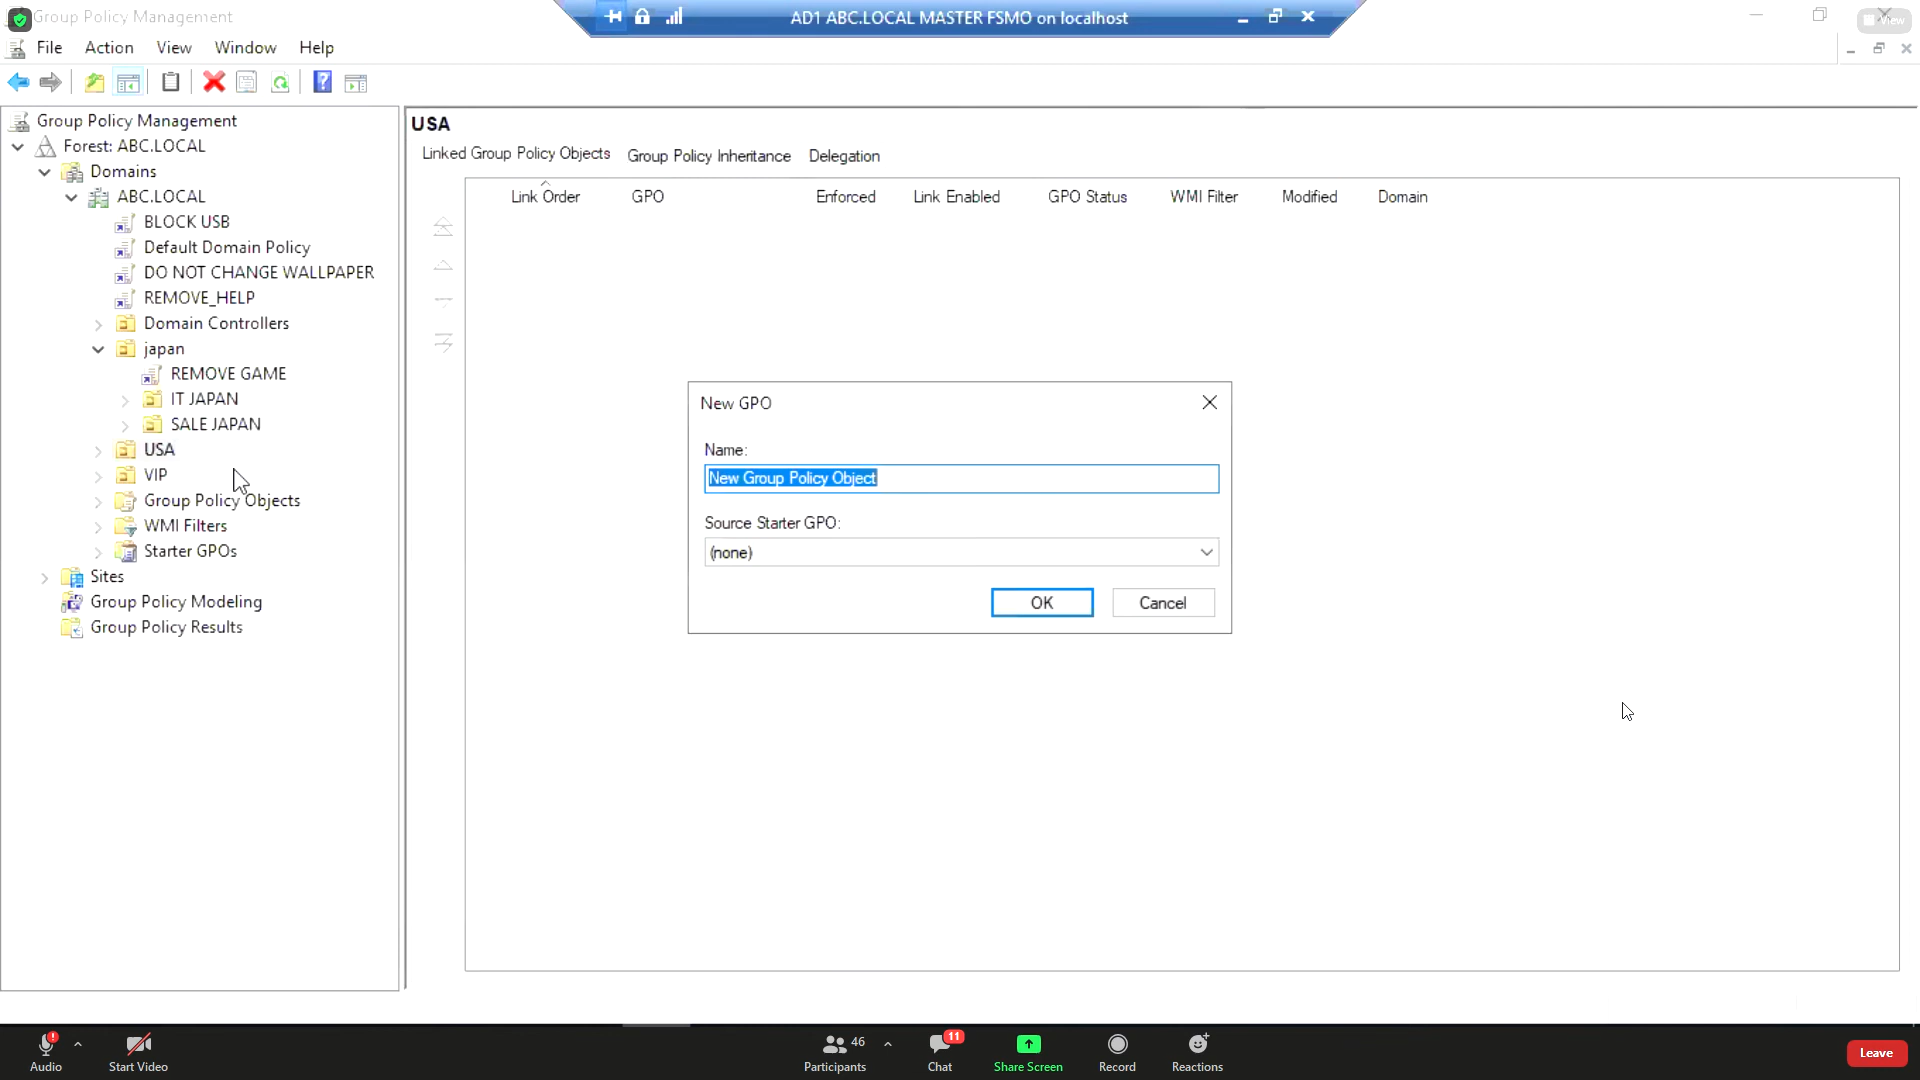 Group Policy Management
AD1 ABC.LOCAL MASTER FSMO on localhost
View
File Action View Window Help
Group Policy Management
Forest: ABC.LOCAL
Domains
ABC.LOCAL
BLOCK USB
Default Domain Policy
DO NOT CHANGE WALLPAPER
REMOVE_HELP
Domain Controllers
japan
REMOVE GAME
IT JAPAN
SALE JAPAN
USA
VIP
Group Policy Objects
WMI Filters
Starter GPOs
Sites
Group Policy Modeling
Group Policy Results
USA
Linked Group Policy Objects Group Policy Inheritance Delegation
Link Order GPO Enforced Link Enabled GPO Status WMI Filter Modified Domain
New GPO
Name:
New Group Policy Object
Source Starter GPO:
(none)
OK Cancel
46
11
Audio Start Video Participants Chat Share Screen Record Reactions Leave